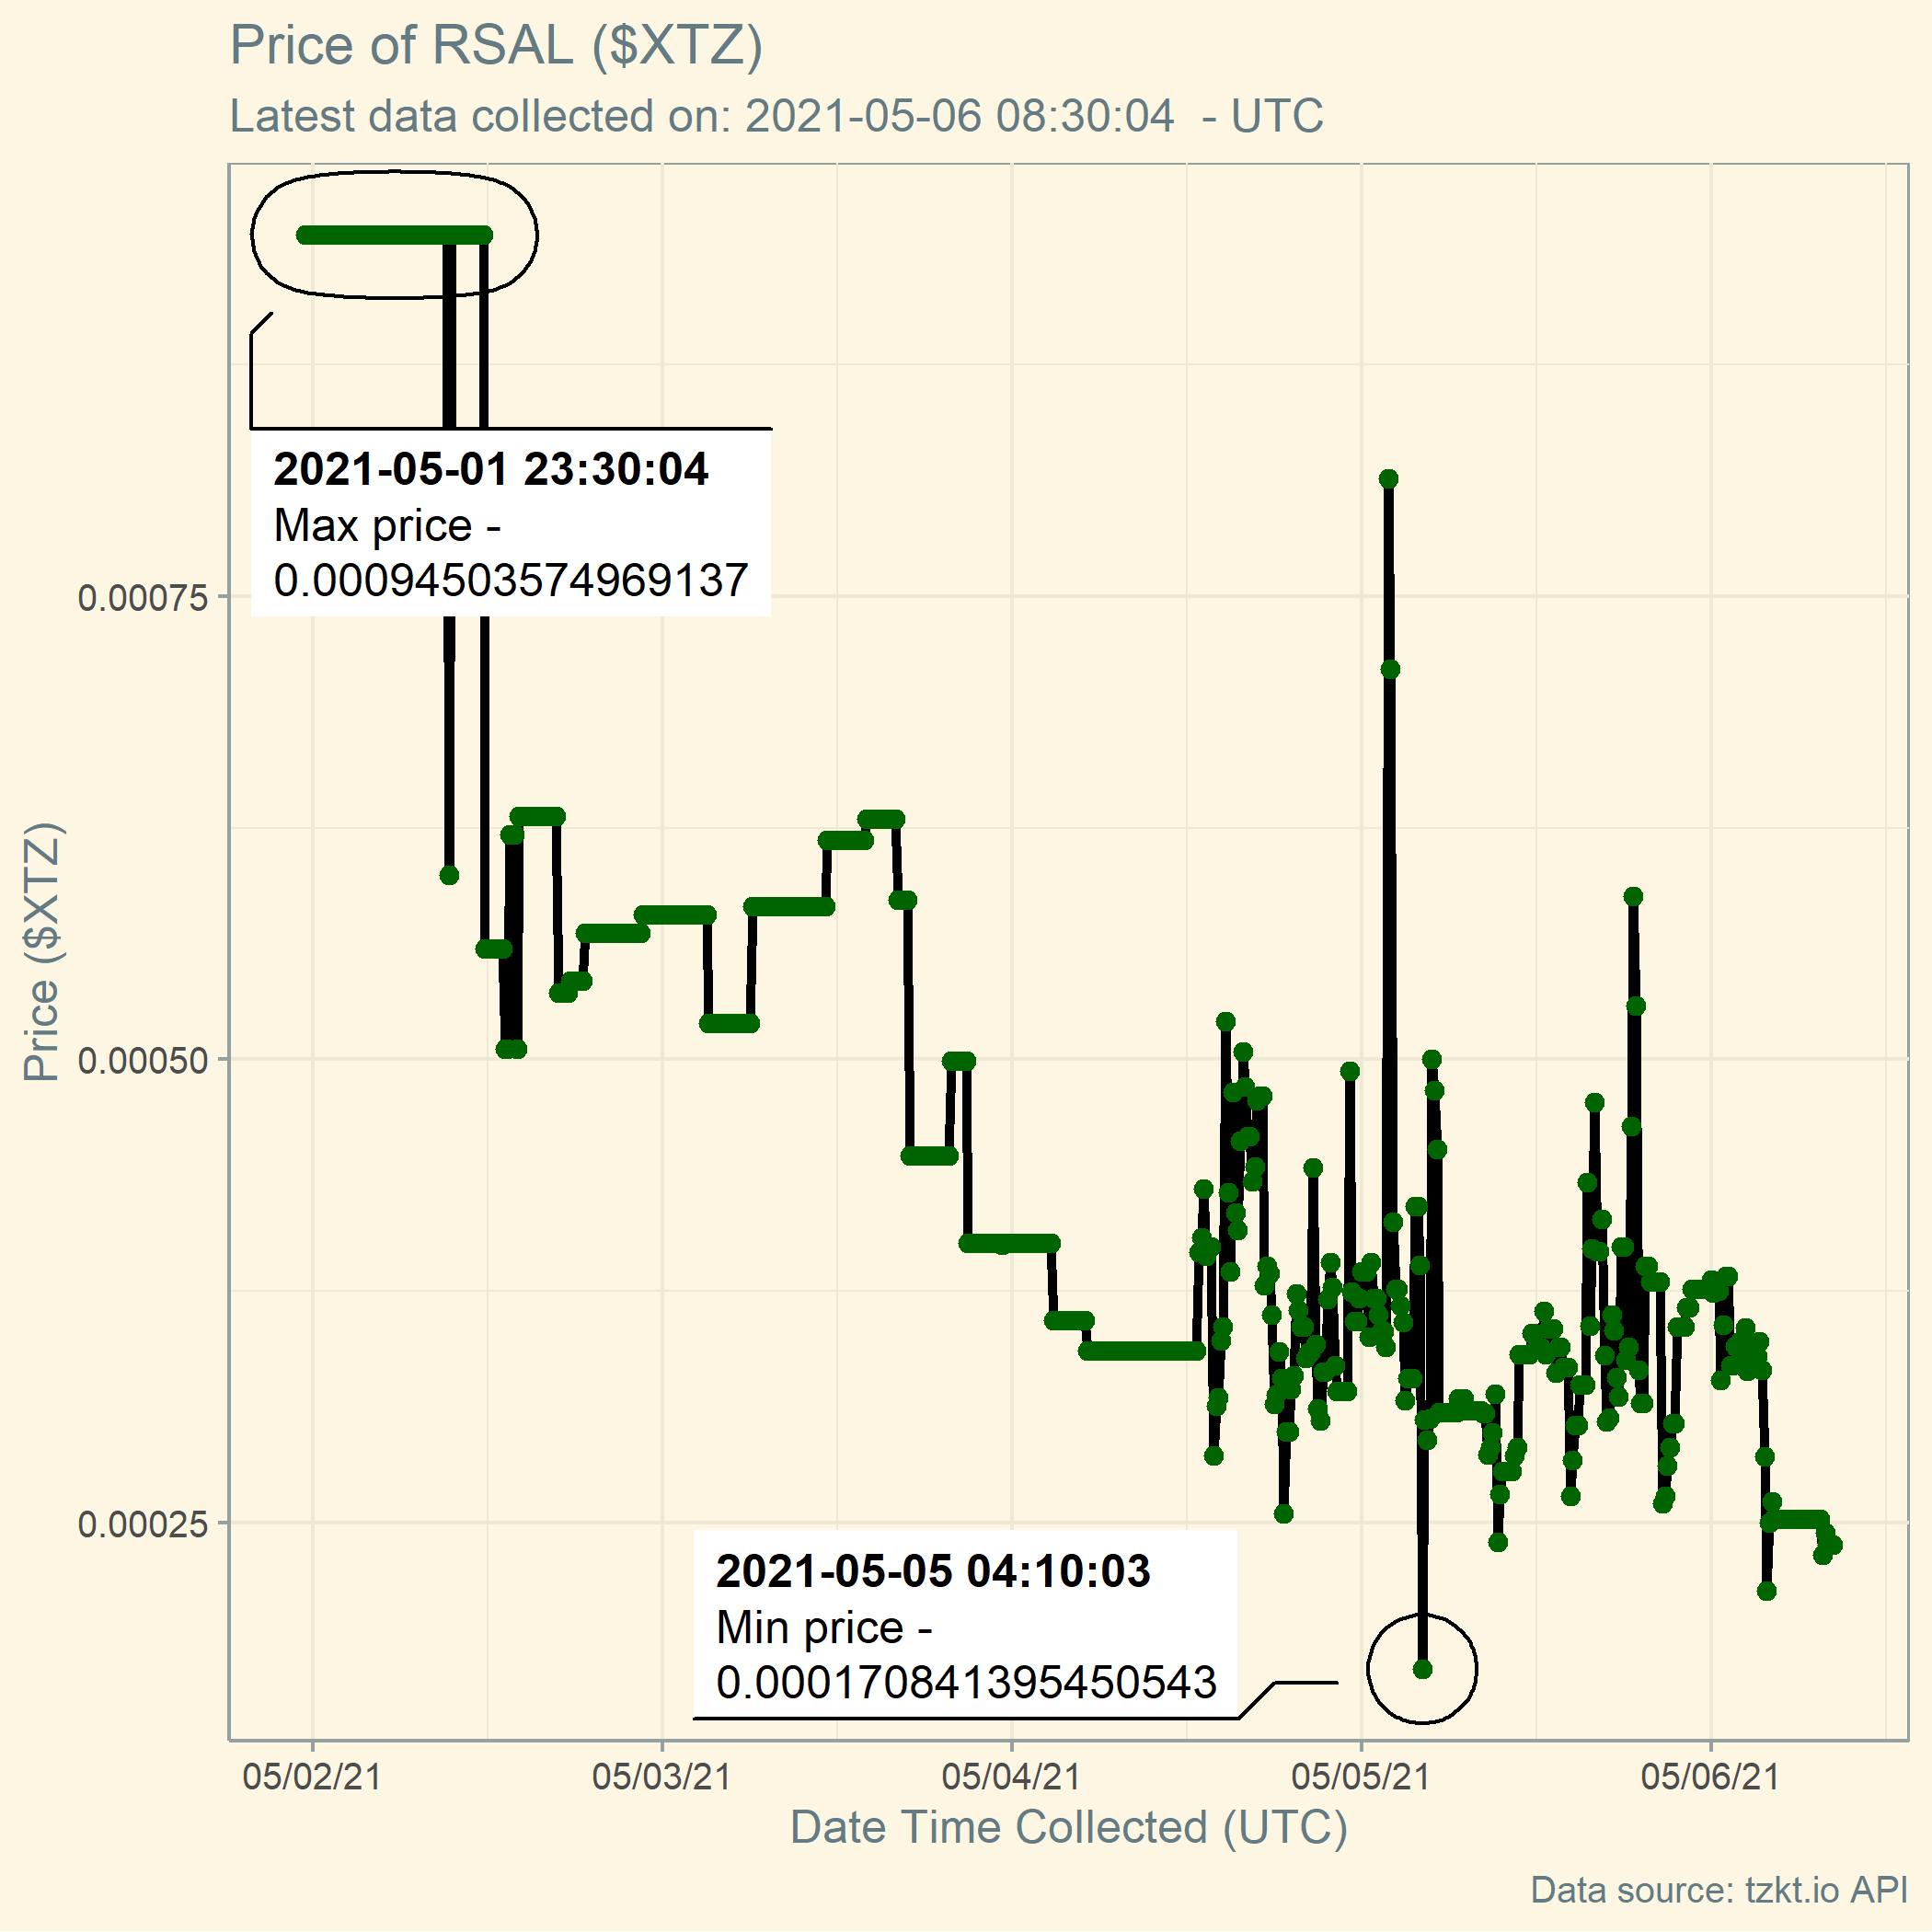 Price of RSAL ($XTZ)
Latest data collected on: 2021-05-06 08:30:04  - UTC
2021-05-01 23:30:04
Max price -
0.000945035749​69137
0.00075
Price ($XTZ)
0.00050
0.00025
2021-05-05 04:10:03
Min price -
0.000170841395450543
05/02/21
05/03/21
05/04/21
05/05/21
05/06/21
Date Time Collected (UTC)
Data source: tzkt.io API